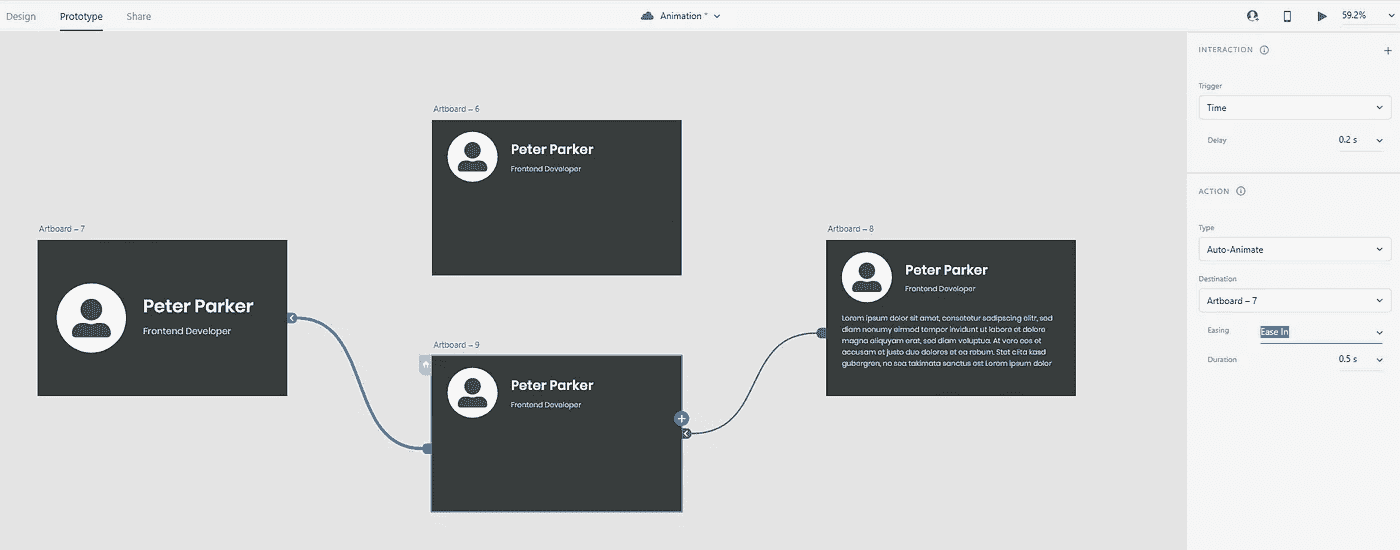 Design Prototype Share Animation * 59.2%
INTERACTION
Trigger
Time
Delay 0.2 s
ACTION
Type
Auto-Animate
Destination
Artboard – 7
Easing Ease In
Duration 0.5 s
Artboard – 6
Peter Parker
Frontend Developer
Artboard – 7
Peter Parker
Frontend Developer
Artboard – 9
Peter Parker
Frontend Developer
Artboard – 8
Peter Parker
Frontend Developer
Lorem ipsum dolor sit amet, consetetur sadipscing elitr, sed
diam nonumy eirmod tempor invidunt ut labore et dolore
magna aliquyam erat, sed diam voluptua. At vero eos et
accusam et justo duo dolores et ea rebum. Stet clita kasd
gubergren, no sea takimata sanctus est Lorem ipsum dolor